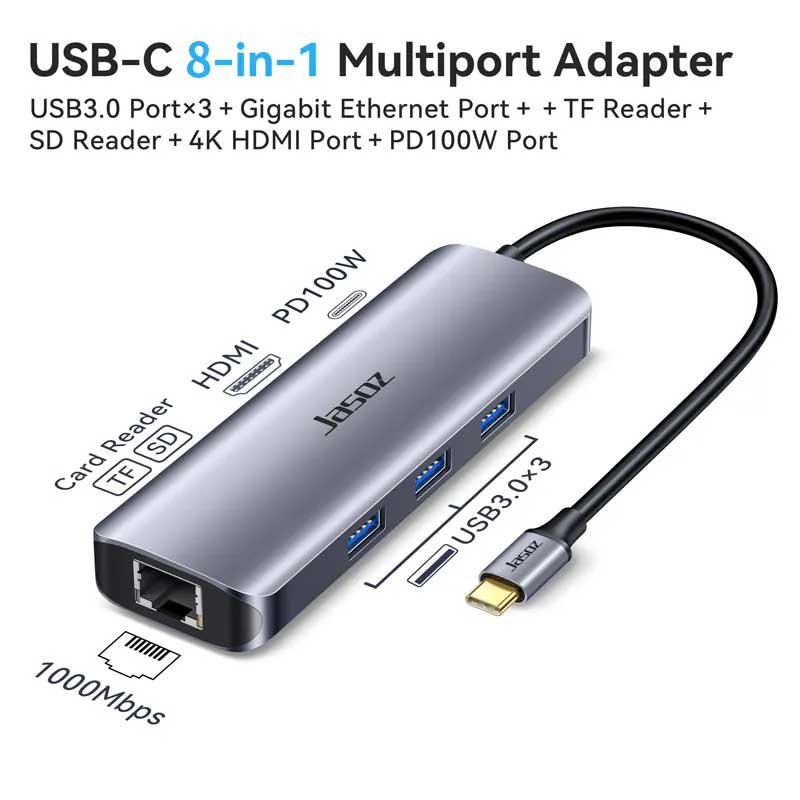 USB-C 8-in-1 Multiport Adapter
USB3.0 Port×3 + Gigabit Ethernet Port + + TF Reader +
SD Reader + 4K HDMI Port + PD100W Port
PD100W
HDMI
Card Reader
TF SD
Jasoz
USB3.0×3
Jasoz
1000Mbps